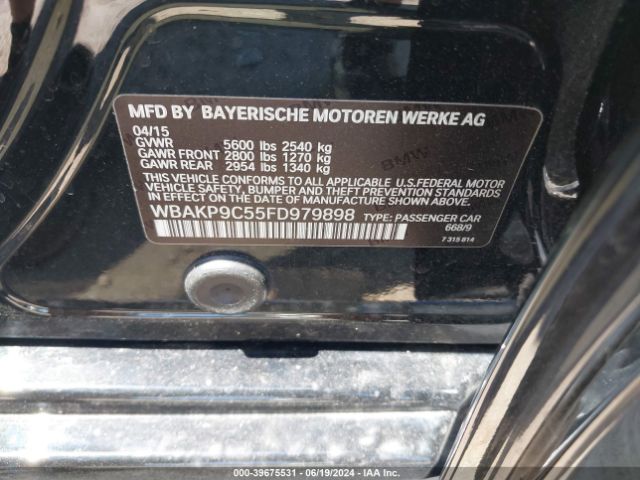 MFD BY BAYERISCHE MOTOREN WERKE AG
04/15
GVWR 5600 lbs 2540 kg
GAWR FRONT 2800 lbs 1270 kg
GAWR REAR 2954 lbs 1340 kg
THIS VEHICLE CONFORMS TO ALL APPLICABLE U.S.FEDERAL MOTOR
VEHICLE SAFETY, BUMPER AND THEFT PREVENTION STANDARDS
IN EFFECT ON THE DATE OF MANUFACTURE SHOWN ABOVE.
WBAKP9C55FD979898 TYPE: PASSENGER CAR
668/9
7 315 814
000-39675531 - 06/19/2024 - IAA Inc.